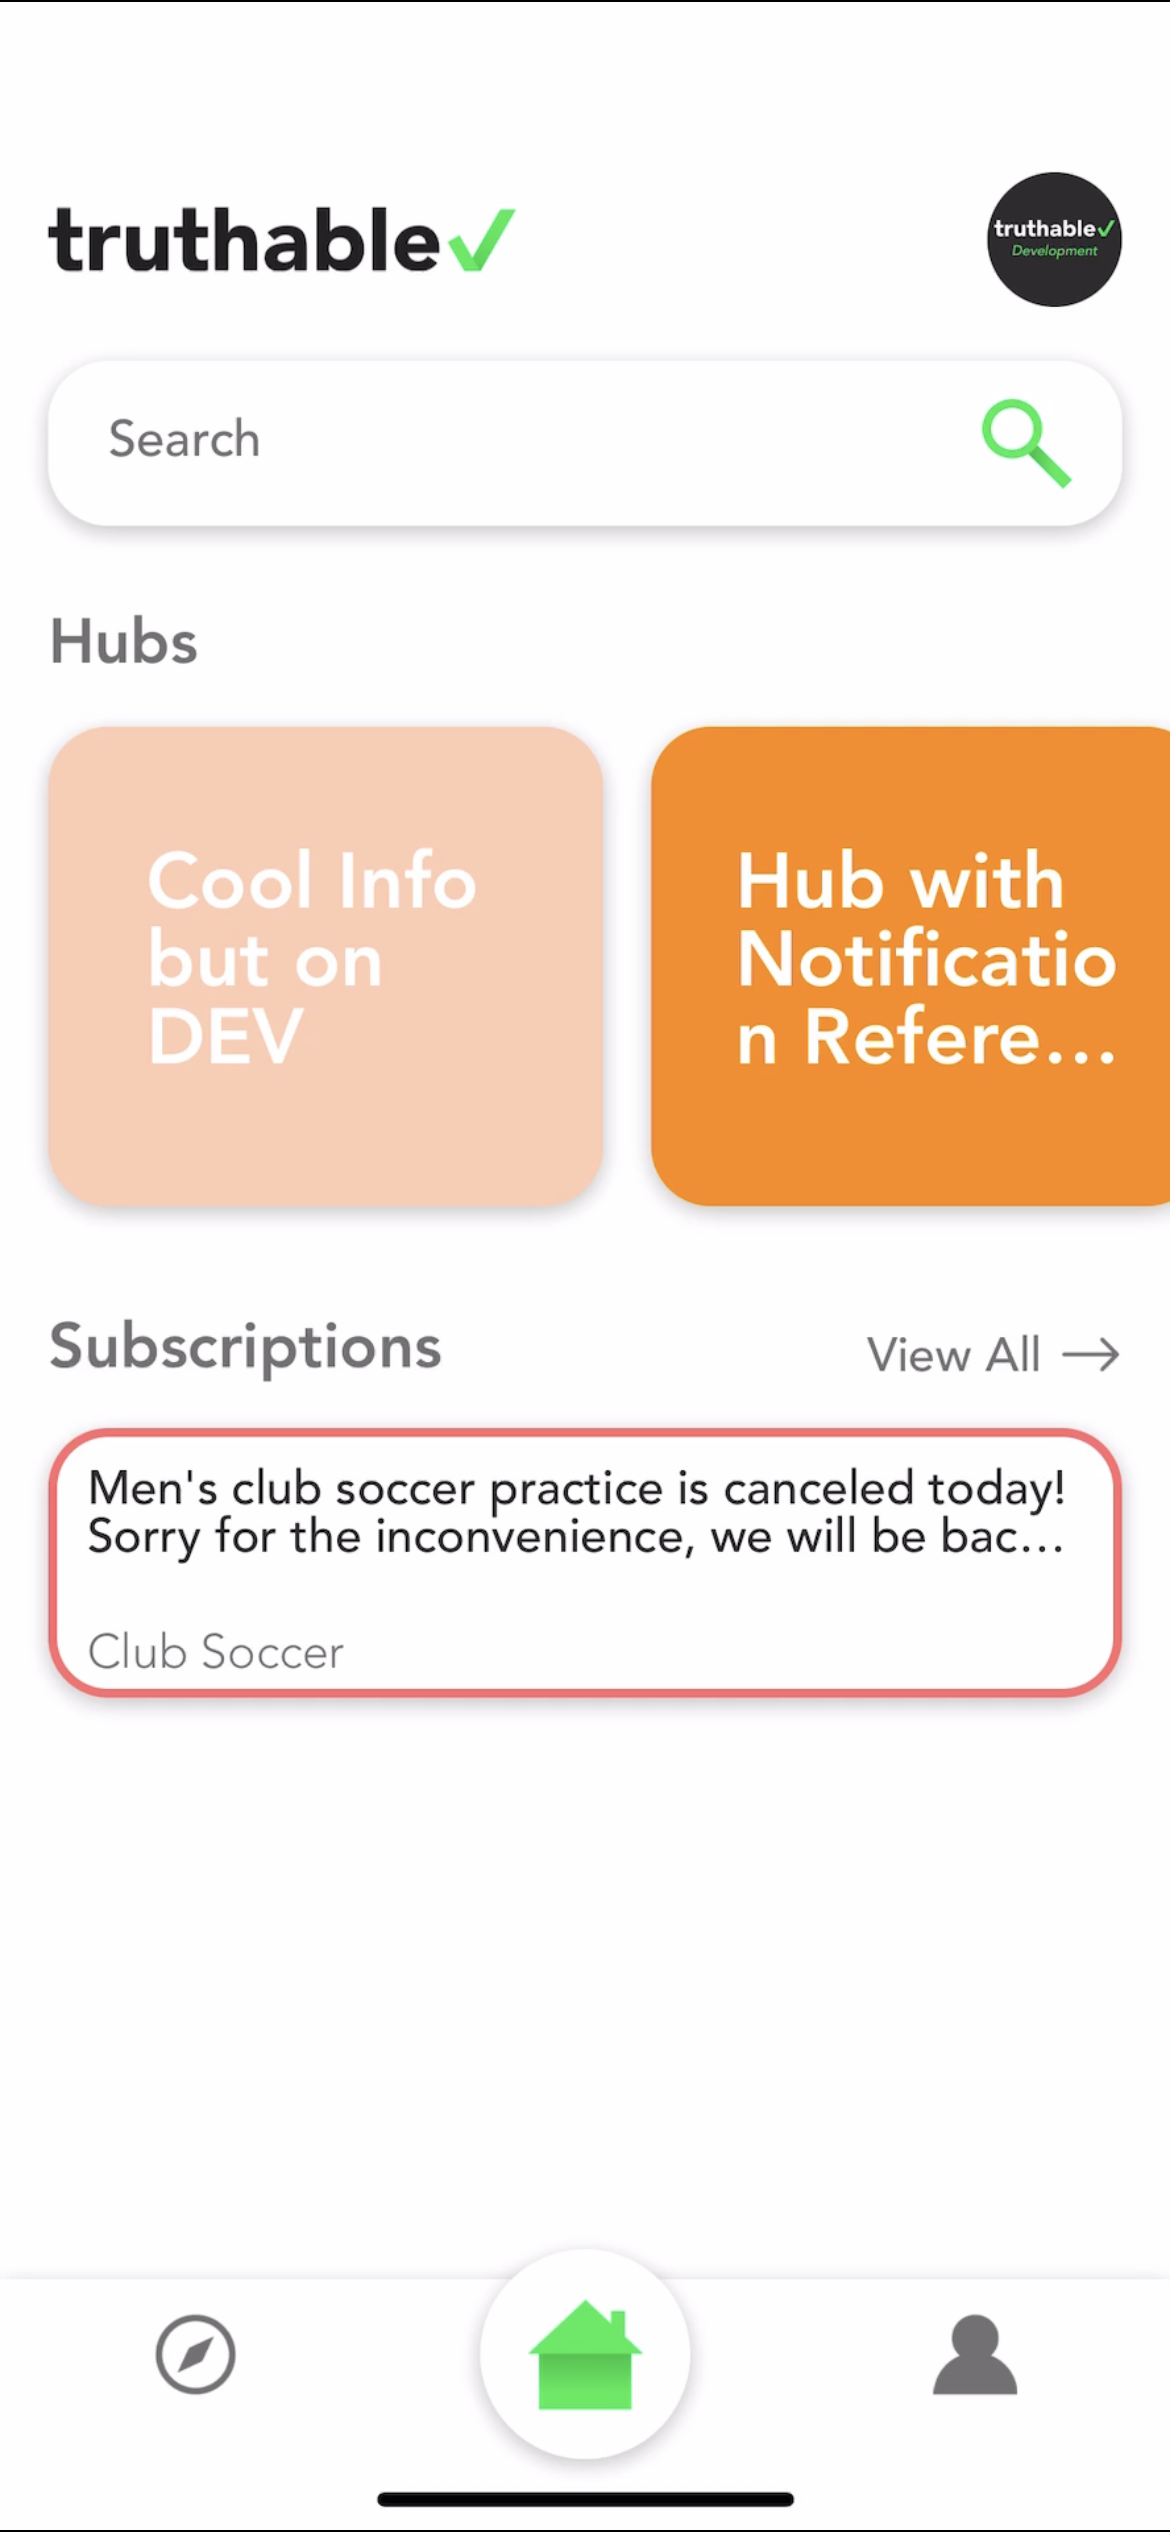 truthable
truthable
Development
Search
Hubs
Cool Info
but on
DEV
Hub with
Notificatio
n Refere...
Subscriptions
View All
Men's club soccer practice is canceled today!
Sorry for the inconvenience, we will be bac...
Club Soccer